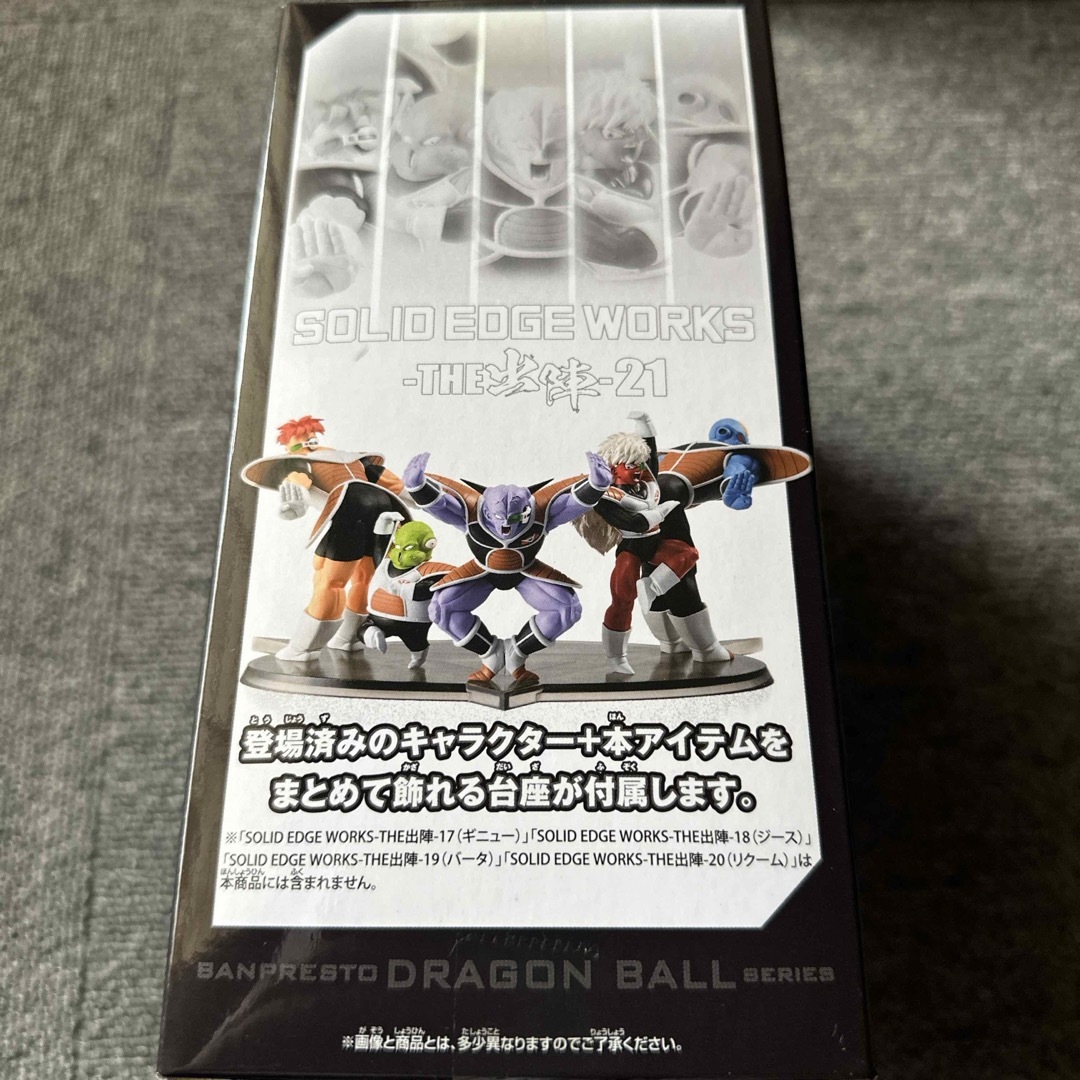 SOLID EDGE WORKS
-THE出陣-21
登場済みのキャラクター+本アイテムを
まとめて飾れる台座が付属します。
※「SOLID EDGE WORKS-THE出陣-17(ギニュー)」「SOLID EDGE WORKS-THE出陣-18(ジース)」
「SOLID EDGE WORKS-THE出陣-19(バータ)」「SOLID EDGE WORKS-THE出陣-20(リクーム)」は
本商品には含まれません。
BANPRESTO DRAGON BALL SERIES
※画像と商品とは、多少異なりますのでご了承ください。